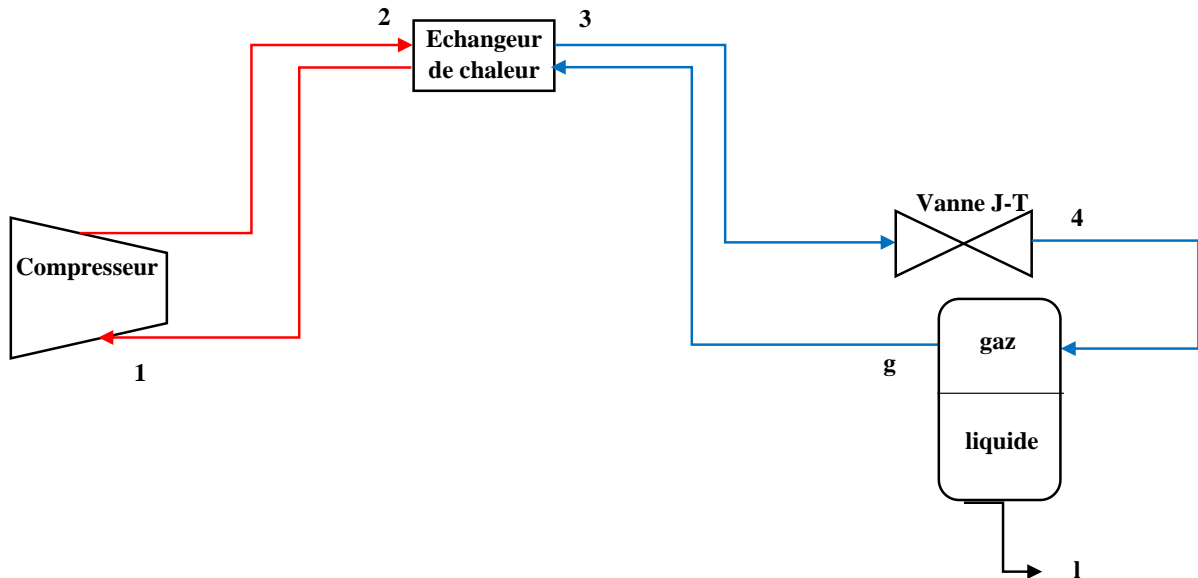 2
3
Echangeur
de chaleur
Vanne J-T
4
Compresseur
1
gaz
g
liquide
l